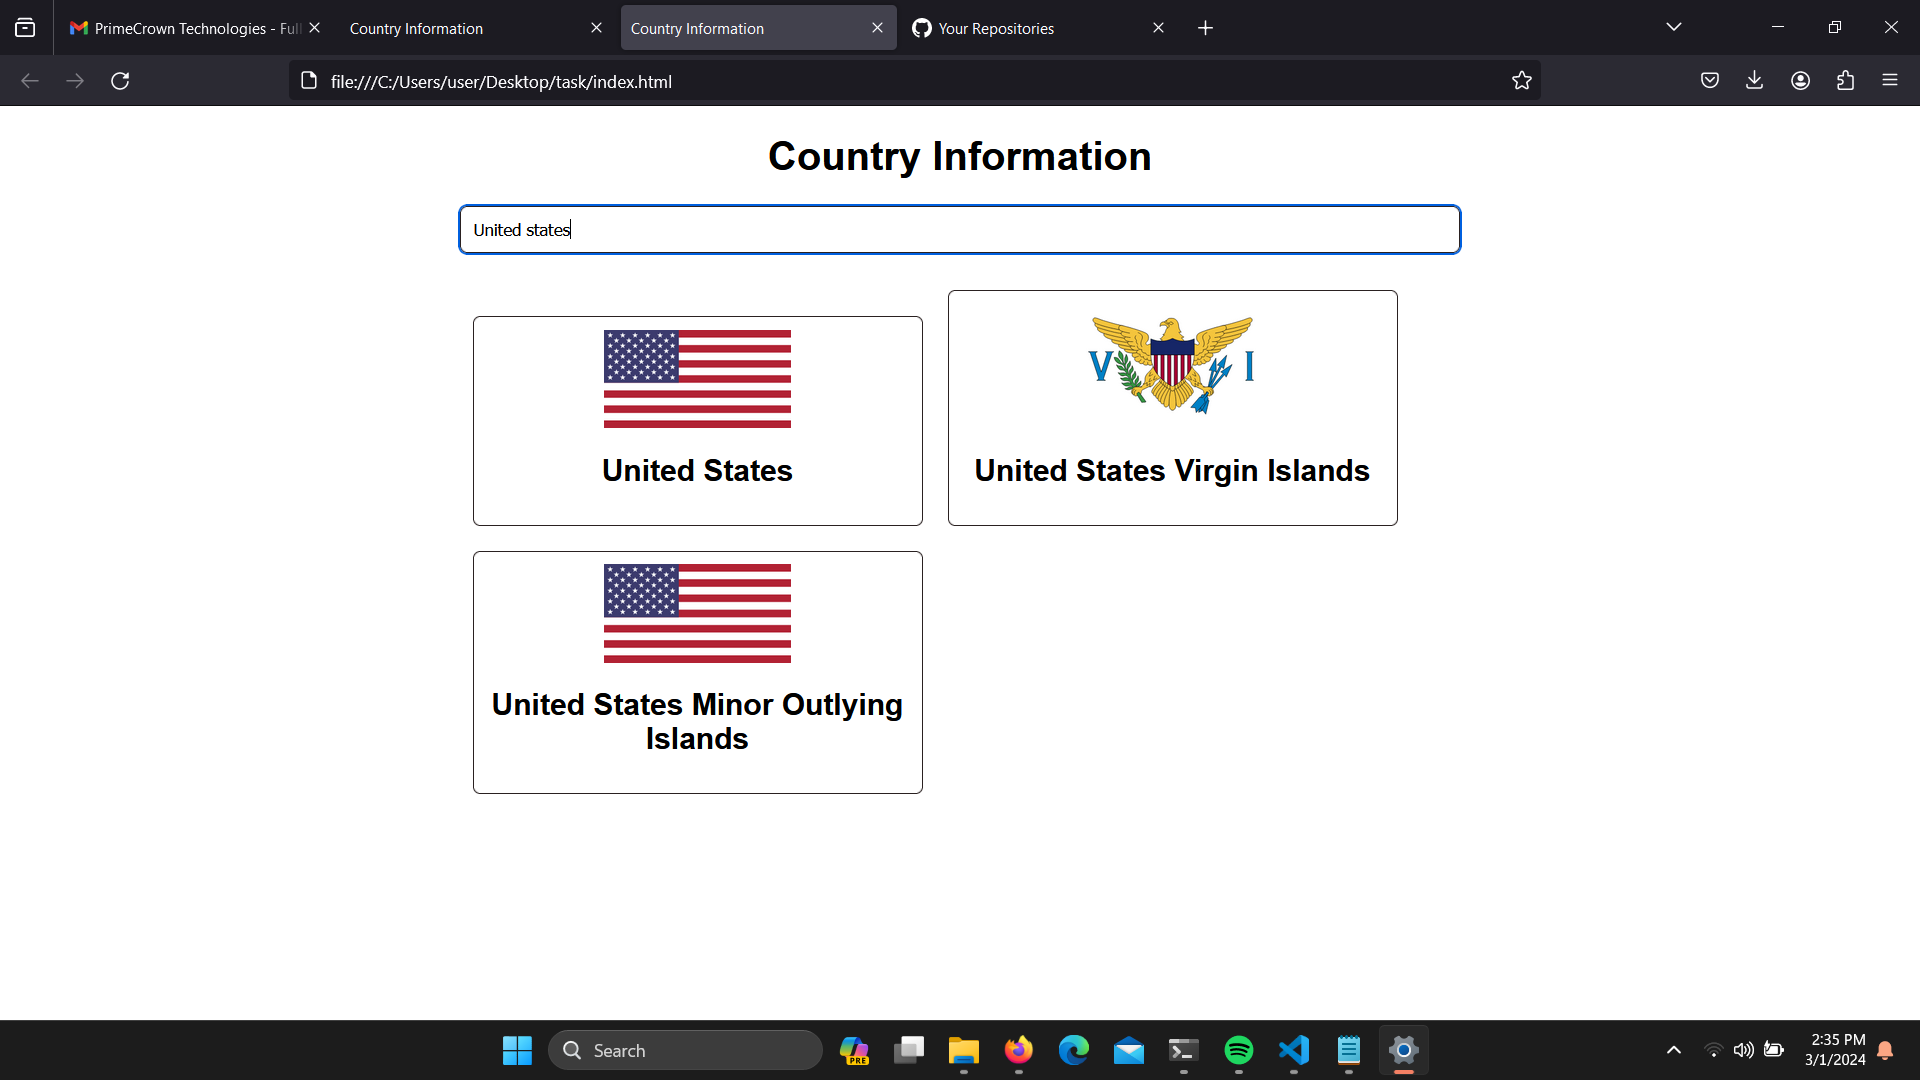 PrimeCrown Technologies - Full
Country Information
Country Information
Your Repositories
file:///C:/Users/user/Desktop/task/index.html
Country Information
United states
V I
United States
United States Virgin Islands
United States Minor Outlying
Islands
Search
PRE
2:35 PM
3/1/2024